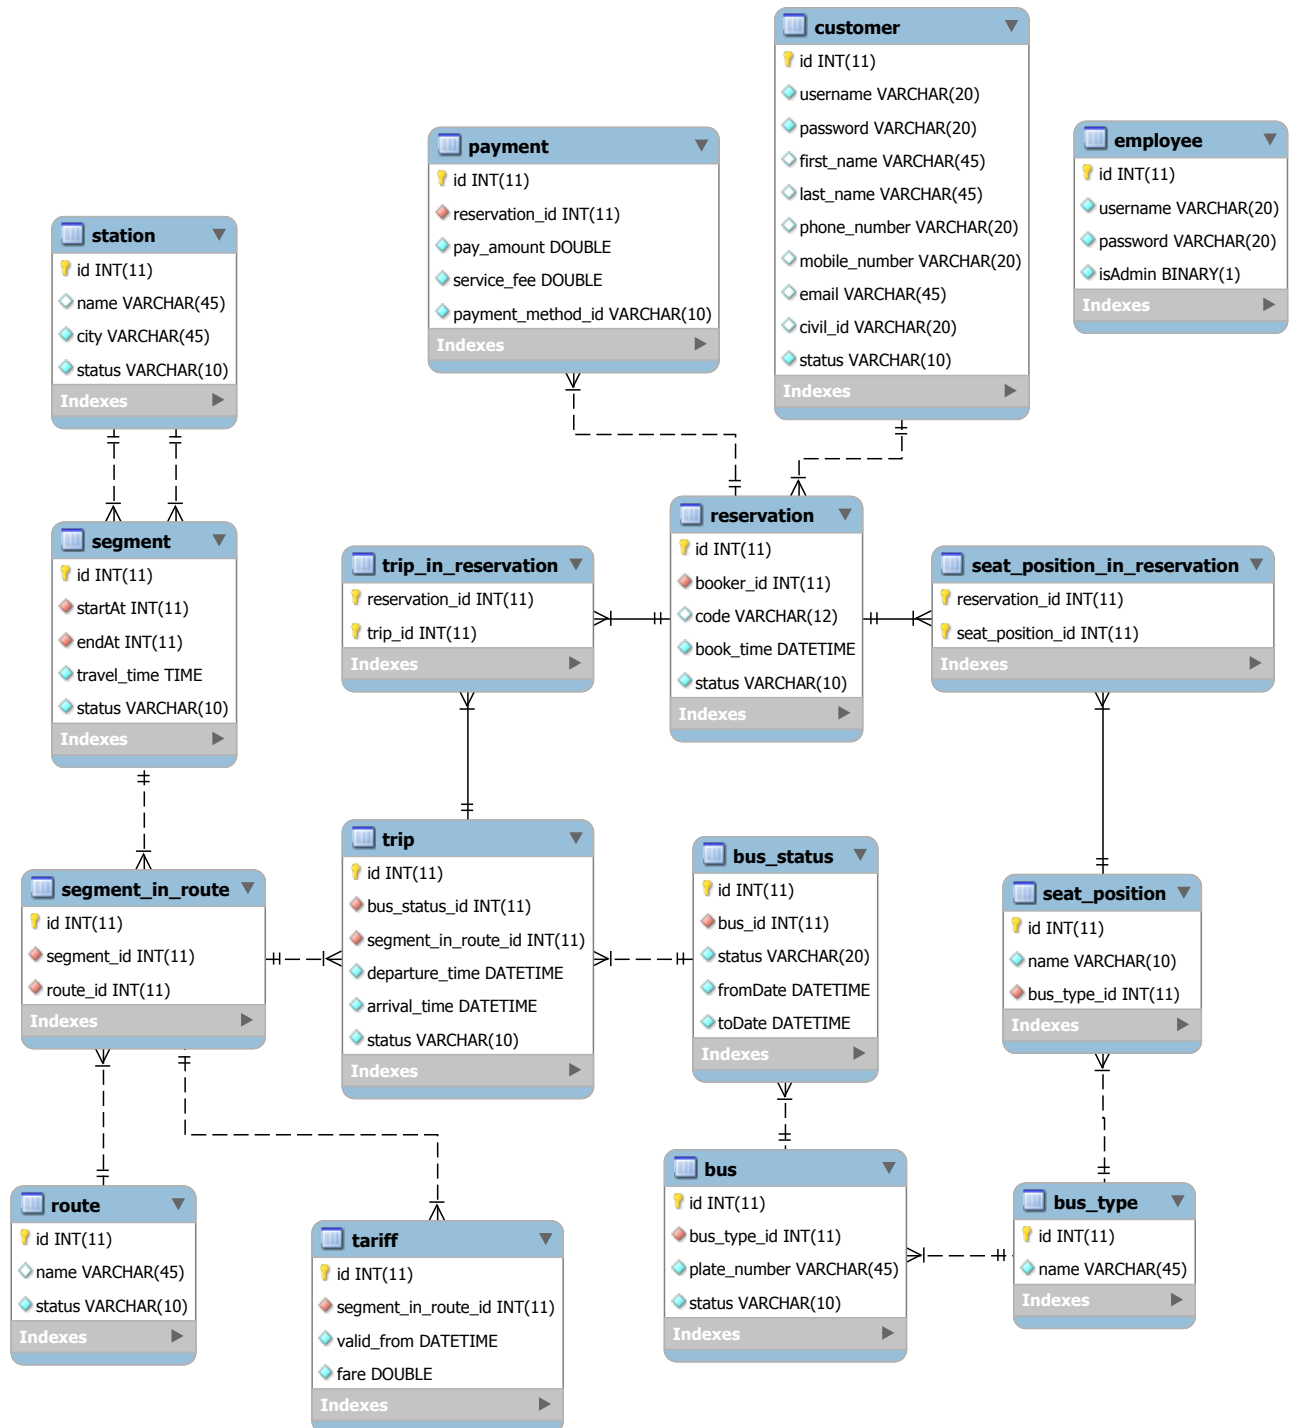 customer
id INT(11)
username VARCHAR(20)
password VARCHAR(20)
first_name VARCHAR(45)
last_name VARCHAR(45)
phone_number VARCHAR(20)
mobile_number VARCHAR(20)
email VARCHAR(45)
civil_id VARCHAR(20)
status VARCHAR(10)
Indexes
employee
id INT(11)
username VARCHAR(20)
password VARCHAR(20)
isAdmin BINARY(1)
Indexes
payment
id INT(11)
reservation_id INT(11)
pay_amount DOUBLE
service_fee DOUBLE
payment_method_id VARCHAR(10)
Indexes
station
id INT(11)
name VARCHAR(45)
city VARCHAR(45)
status VARCHAR(10)
Indexes
segment
id INT(11)
startAt INT(11)
endAt INT(11)
travel_time TIME
status VARCHAR(10)
Indexes
trip_in_reservation
reservation_id INT(11)
trip_id INT(11)
Indexes
reservation
id INT(11)
booker_id INT(11)
code VARCHAR(12)
book_time DATETIME
status VARCHAR(10)
Indexes
seat_position_in_reservation
reservation_id INT(11)
seat_position_id INT(11)
Indexes
segment_in_route
id INT(11)
segment_id INT(11)
route_id INT(11)
Indexes
trip
id INT(11)
bus_status_id INT(11)
segment_in_route_id INT(11)
departure_time DATETIME
arrival_time DATETIME
status VARCHAR(10)
Indexes
bus_status
id INT(11)
bus_id INT(11)
status VARCHAR(20)
fromDate DATETIME
toDate DATETIME
Indexes
seat_position
id INT(11)
name VARCHAR(10)
bus_type_id INT(11)
Indexes
route
id INT(11)
name VARCHAR(45)
status VARCHAR(10)
Indexes
tariff
id INT(11)
segment_in_route_id INT(11)
valid_from DATETIME
fare DOUBLE
Indexes
bus
id INT(11)
bus_type_id INT(11)
plate_number VARCHAR(45)
status VARCHAR(10)
Indexes
bus_type
id INT(11)
name VARCHAR(45)
Indexes